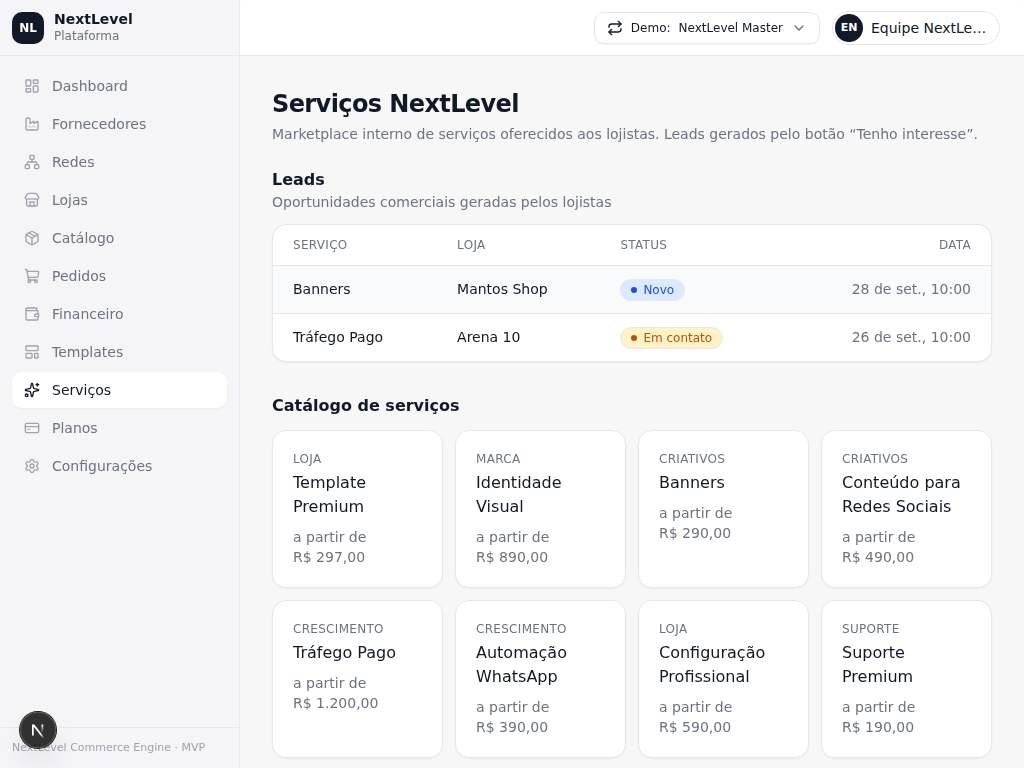 NL
NextLevel
Plataforma
Demo: NextLevel Master
EN
Equipe NextLe...
Dashboard
Fornecedores
Redes
Lojas
Catálogo
Pedidos
Financeiro
Templates
Serviços
Planos
Configurações
N
NextLevel Commerce Engine · MVP
Serviços NextLevel
Marketplace interno de serviços oferecidos aos lojistas. Leads gerados pelo botão “Tenho interesse”.
Leads
Oportunidades comerciais geradas pelos lojistas
SERVIÇO LOJA STATUS DATA
Banners Mantos Shop Novo 28 de set., 10:00
Tráfego Pago Arena 10 Em contato 26 de set., 10:00
Catálogo de serviços
LOJA
Template
Premium
a partir de
R$ 297,00
MARCA
Identidade
Visual
a partir de
R$ 890,00
CRIATIVOS
Banners
a partir de
R$ 290,00
CRIATIVOS
Conteúdo para
Redes Sociais
a partir de
R$ 490,00
CRESCIMENTO
Tráfego Pago
a partir de
R$ 1.200,00
CRESCIMENTO
Automação
WhatsApp
a partir de
R$ 390,00
LOJA
Configuração
Profissional
a partir de
R$ 590,00
SUPORTE
Suporte
Premium
a partir de
R$ 190,00